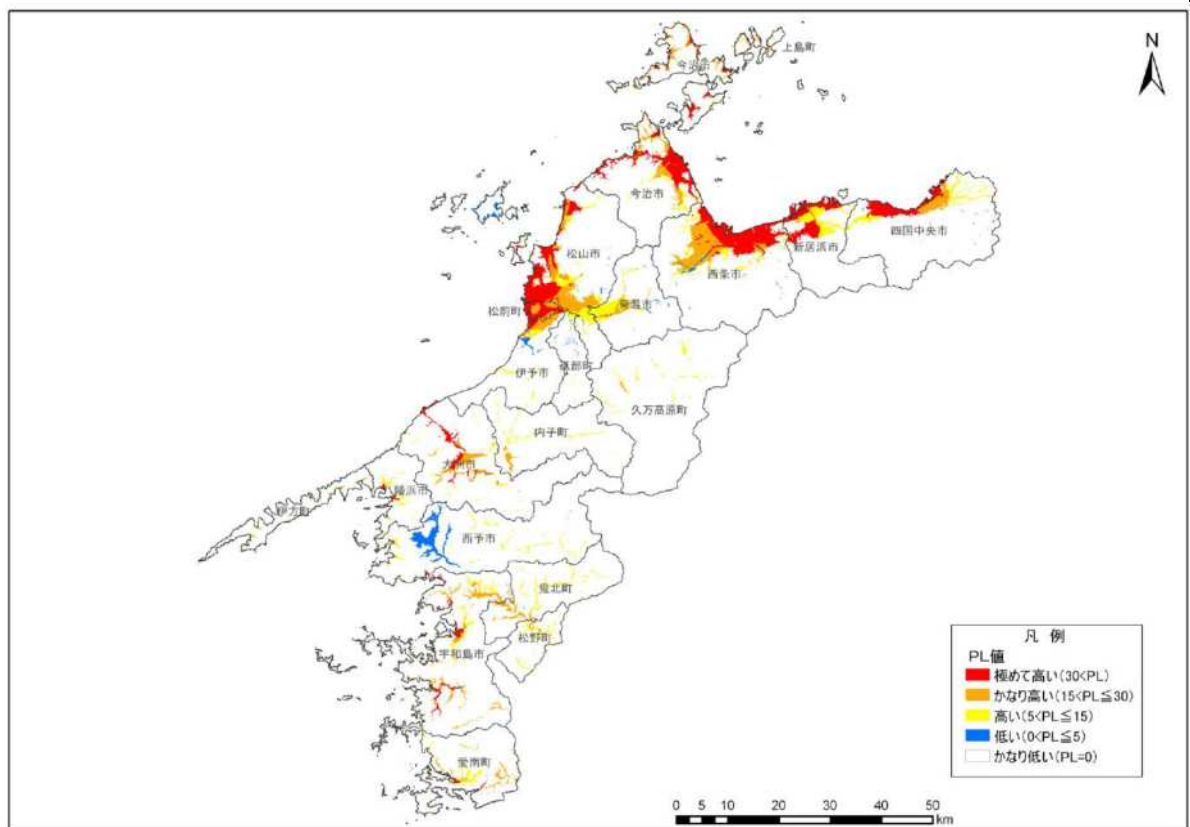 上島町
N
今治市
今治市
四国中央市
新居浜市
松山市
西条市
東温市
松前町
砥部町
伊予市
久万高原町
内子町
大洲市
八幡浜市
伊方町
西予市
鬼北町
松野町
宇和島市
愛南町
凡 例
PL値
極めて高い(30<PL)
かなり高い(15<PL≦30)
高い(5<PL≦15)
低い(0<PL≦5)
かなり低い(PL=0)
0 5 10 20 30 40 50
km